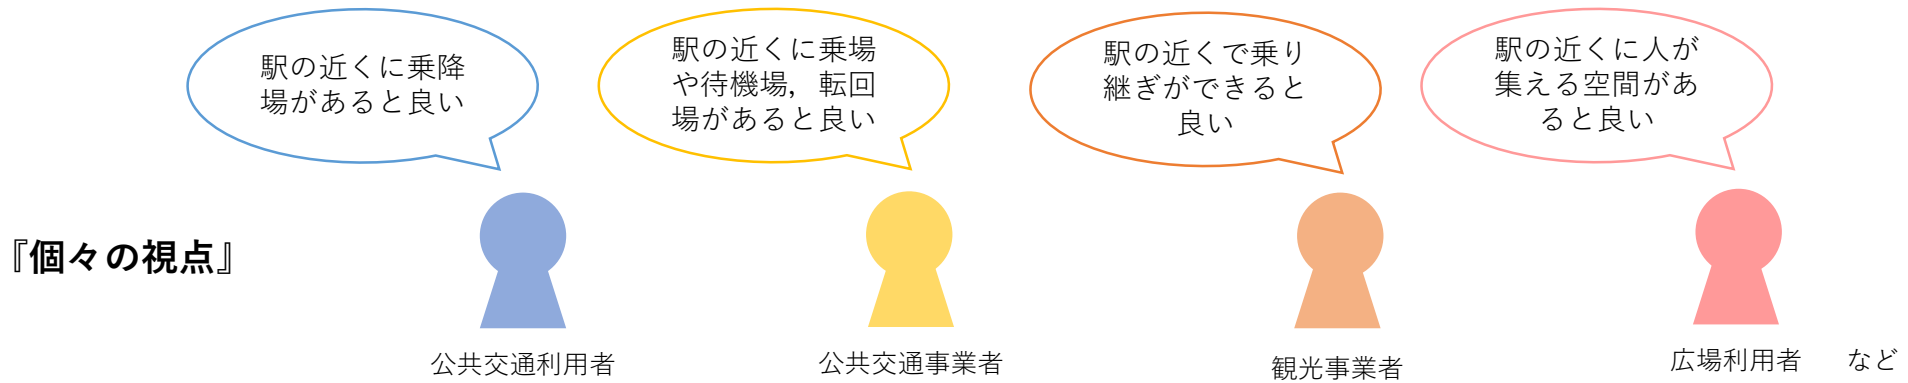 駅の近くに乗降
場があると良い
駅の近くに乗場
や待機場，転回
場があると良い
駅の近くで乗り
継ぎができると
良い
駅の近くに人が
集える空間があ
ると良い
『個々の視点』
公共交通利用者
公共交通事業者
観光事業者
広場利用者 など